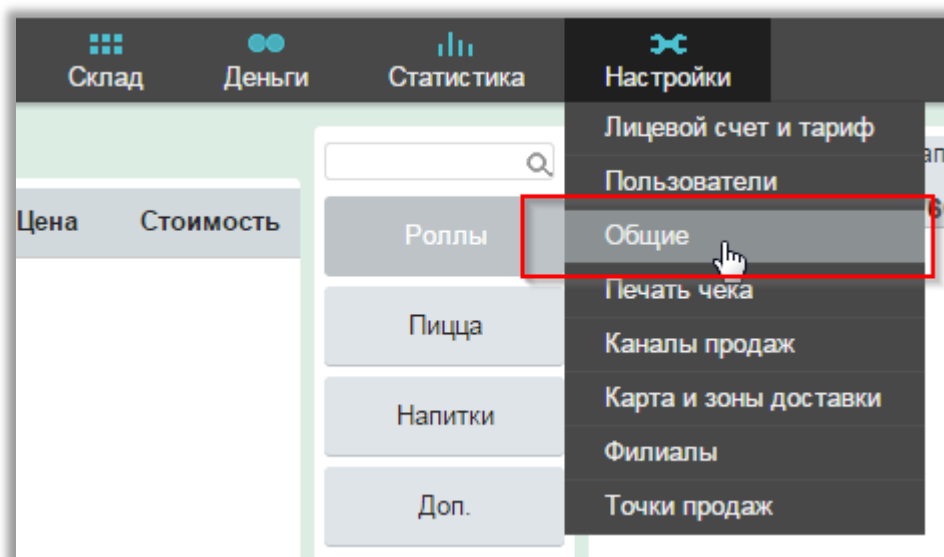 Склад Деньги Статистика Настройки
Лицевой счет и тариф
Пользователи
Цена Стоимость Роллы Общие
Печать чека
Пицца
Каналы продаж
Карта и зоны доставки
Напитки
Филиалы
Доп. Точки продаж